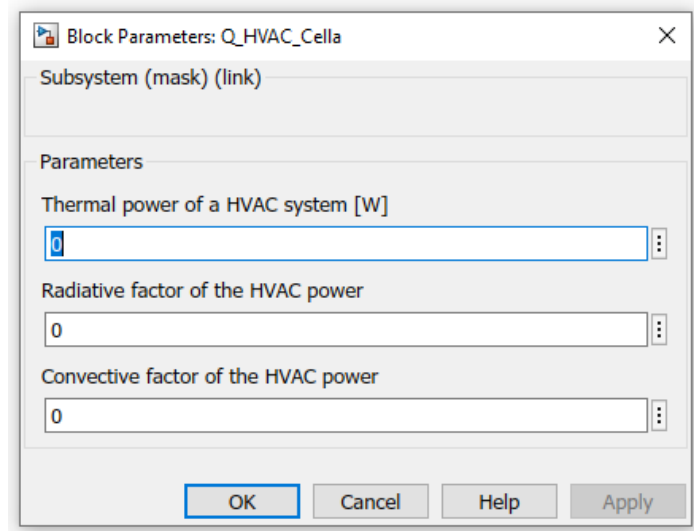 Block Parameters: Q_HVAC_Cella
Subsystem (mask) (link)
Parameters
Thermal power of a HVAC system [W]
0
Radiative factor of the HVAC power
0
Convective factor of the HVAC power
0
OK Cancel Help Apply